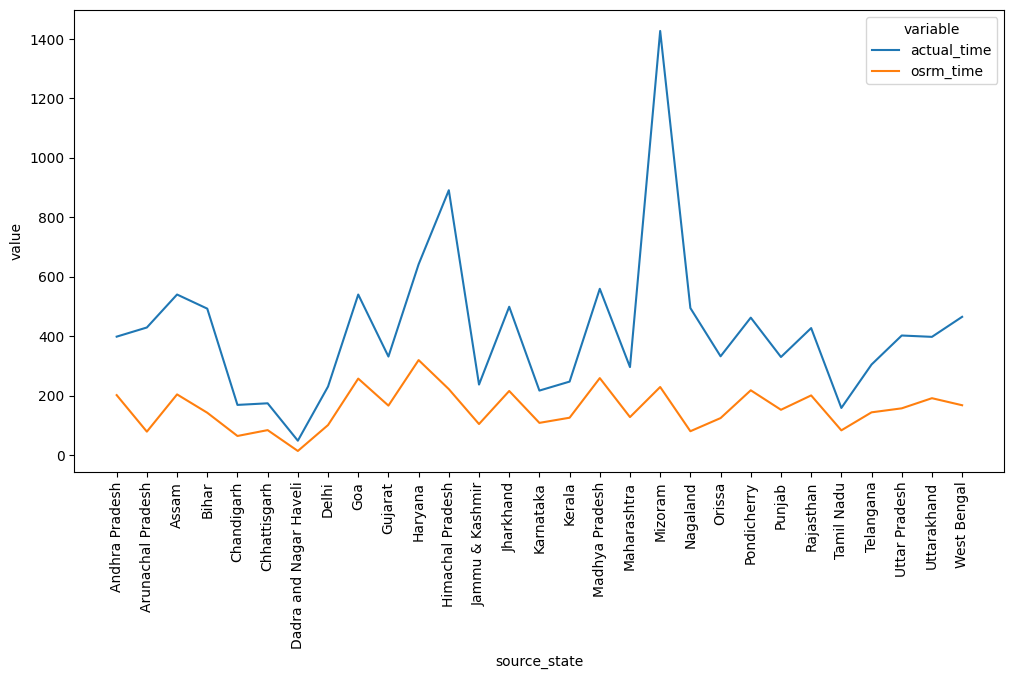 variable
actual_time
osrm_time
value
1400
1200
1000
800
600
400
200
0
Andhra Pradesh
Arunachal Pradesh
Assam
Bihar
Chandigarh
Chhattisgarh
Dadra and Nagar Haveli
Delhi
Goa
Gujarat
Haryana
Himachal Pradesh
Jammu & Kashmir
Jharkhand
Karnataka
Kerala
Madhya Pradesh
Maharashtra
Mizoram
Nagaland
Orissa
Pondicherry
Punjab
Rajasthan
Tamil Nadu
Telangana
Uttar Pradesh
Uttarakhand
West Bengal
source_state